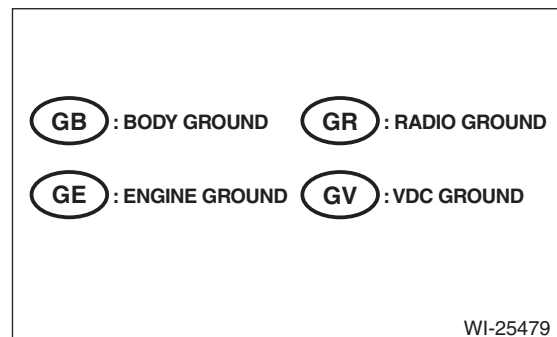 GB : BODY GROUND GR : RADIO GROUND
GE : ENGINE GROUND GV : VDC GROUND
WI-25479